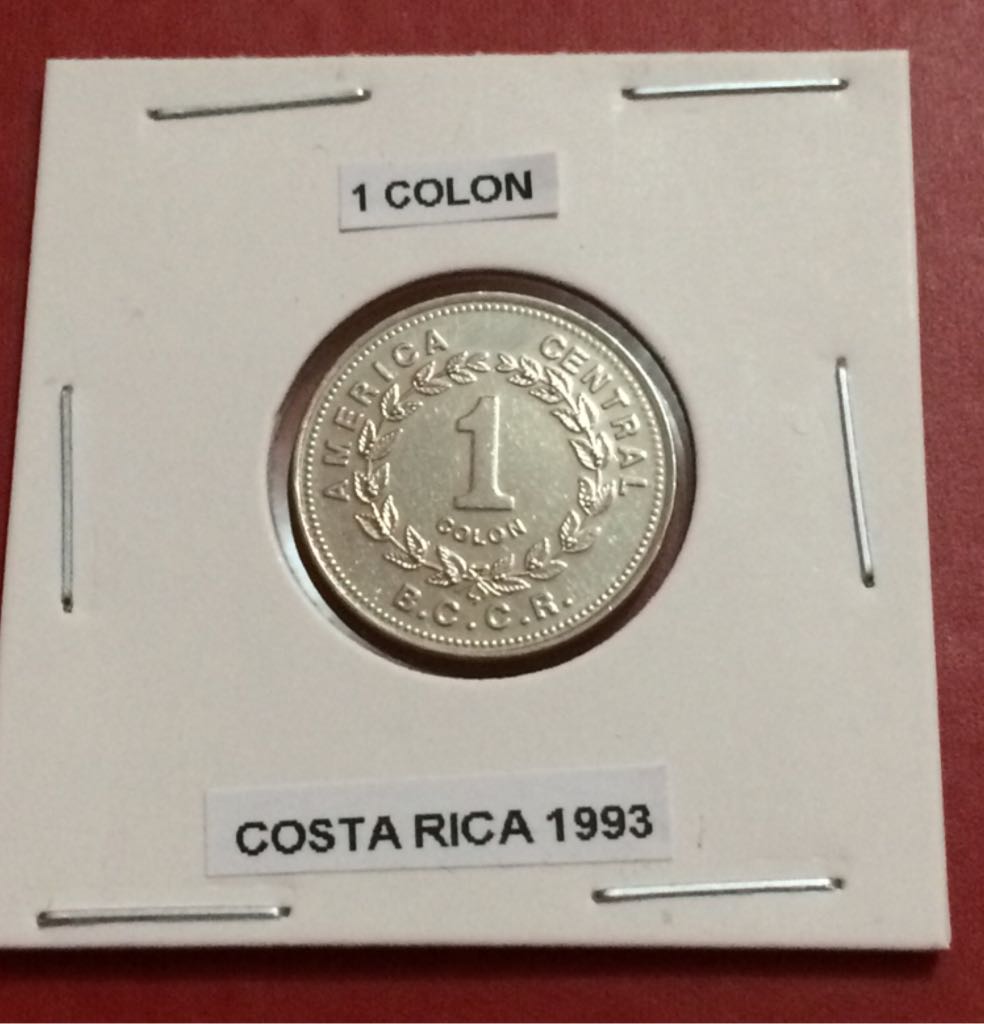 1 COLON
AMERICA CENTRAL
1
COLON
B.C.C.R.
COSTA RICA 1993